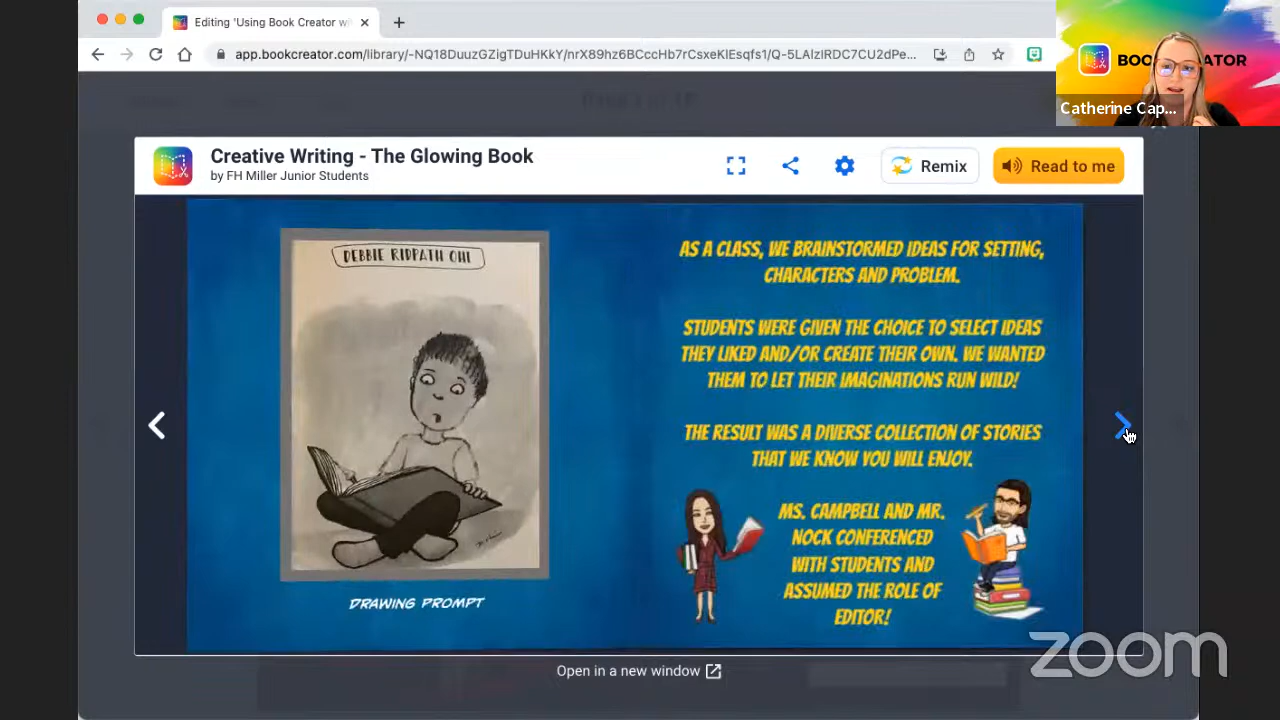 Editing 'Using Book Creator wi
app.bookcreator.com/library/-NQ18DuuzGZigTDuHKkY/nrX89hz6BCccHb7rCsxeKlEsqfs1/Q-5LAlzIRDC7CU2dPe...
BOOK CREATOR
Catherine Cap...
Creative Writing - The Glowing Book
by FH Miller Junior Students
Remix
Read to me
DEBBIE RIDPATH OHI
DRAWING PROMPT
AS A CLASS, WE BRAINSTORMED IDEAS FOR SETTING,
CHARACTERS AND PROBLEM.
STUDENTS WERE GIVEN THE CHOICE TO SELECT IDEAS
THEY LIKED AND/OR CREATE THEIR OWN. WE WANTED
THEM TO LET THEIR IMAGINATIONS RUN WILD!
THE RESULT WAS A DIVERSE COLLECTION OF STORIES
THAT WE KNOW YOU WILL ENJOY.
MS. CAMPBELL AND MR.
NOCK CONFERENCED
WITH STUDENTS AND
ASSUMED THE ROLE OF
EDITOR!
Open in a new window
zoom